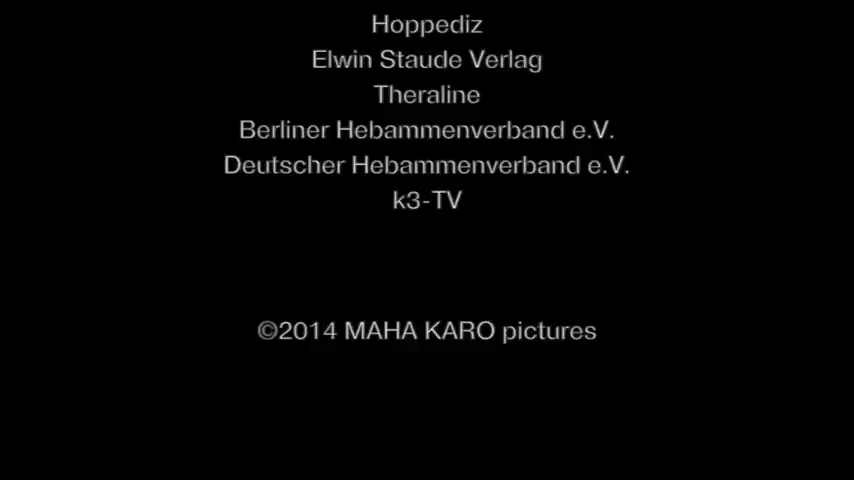 Hoppediz
Elwin Staude Verlag
Theraline
Berliner Hebammenverband e.V.
Deutscher Hebammenverband e.V.
k3-TV
©2014 MAHA KARO pictures